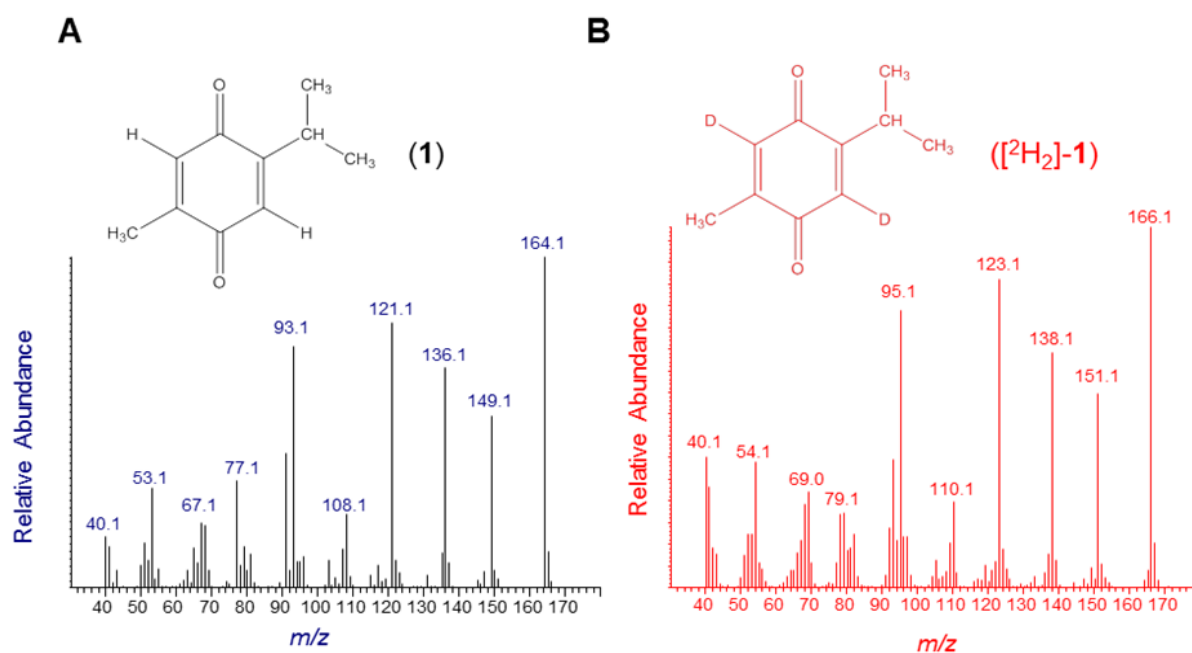 A
O
CH₃
H
CH
CH₃
(1)
H₃C
H
O
164.1
121.1
93.1
136.1
149.1
77.1
53.1
67.1
108.1
40.1
Relative Abundance
40 50 60 70 80 90 100 110 120 130 140 150 160 170
m/z
B
O
CH₃
D
CH
CH₃
([²H₂]-1)
H₃C
D
O
166.1
123.1
95.1
138.1
151.1
40.1
54.1
69.0
79.1
110.1
Relative Abundance
40 50 60 70 80 90 100 110 120 130 140 150 160 170
m/z